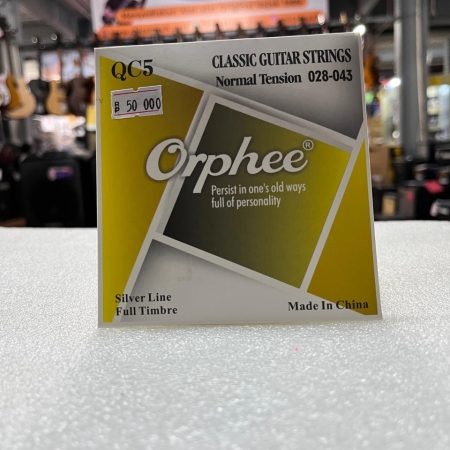 QC5
CLASSIC GUITAR STRINGS
Normal Tension 028-043
฿ 50 000
Orphee®
Persist in one's old ways
full of personality
Silver Line
Full Timbre
Made In China